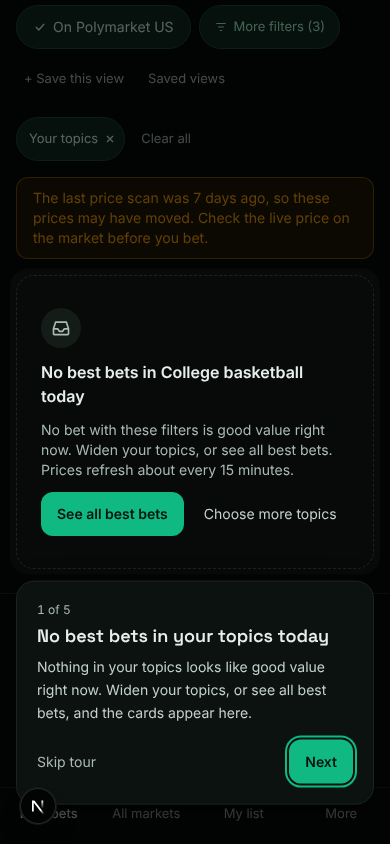 On Polymarket US
More filters (3)
+ Save this view
Saved views
Your topics ×
Clear all
The last price scan was 7 days ago, so these
prices may have moved. Check the live price on
the market before you bet.
No best bets in College basketball
today
No bet with these filters is good value right
now. Widen your topics, or see all best bets.
Prices refresh about every 15 minutes.
See all best bets
Choose more topics
1 of 5
No best bets in your topics today
Nothing in your topics looks like good value
right now. Widen your topics, or see all best
bets, and the cards appear here.
Skip tour
Next
N
bets
All markets
My list
More